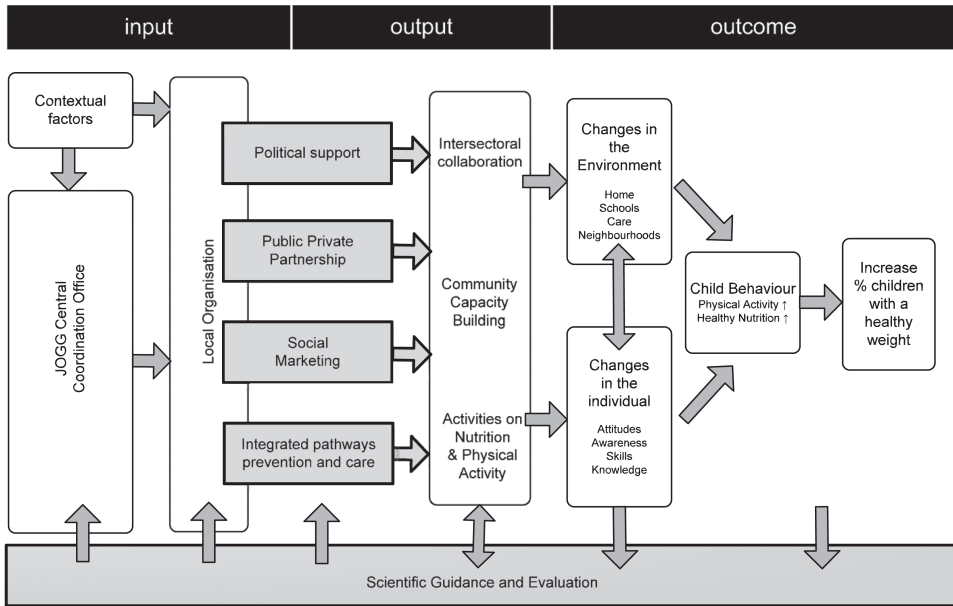 input
output
outcome
Contextual
factors
JOGG Central
Coordination Office
Local Organisation
Political support
Public Private
Partnership
Social
Marketing
Integrated pathways
prevention and care
Intersectoral
collaboration
Community
Capacity
Building
Activities on
Nutrition
& Physical
Activity
Changes in
the
Environment
Home
Schools
Care
Neighbourhoods
Changes
in the
individual
Attitudes
Awareness
Skills
Knowledge
Child Behaviour
Physical Activity ↑
Healthy Nutrition ↑
Increase
% children
with a
healthy
weight
Scientific Guidance and Evaluation